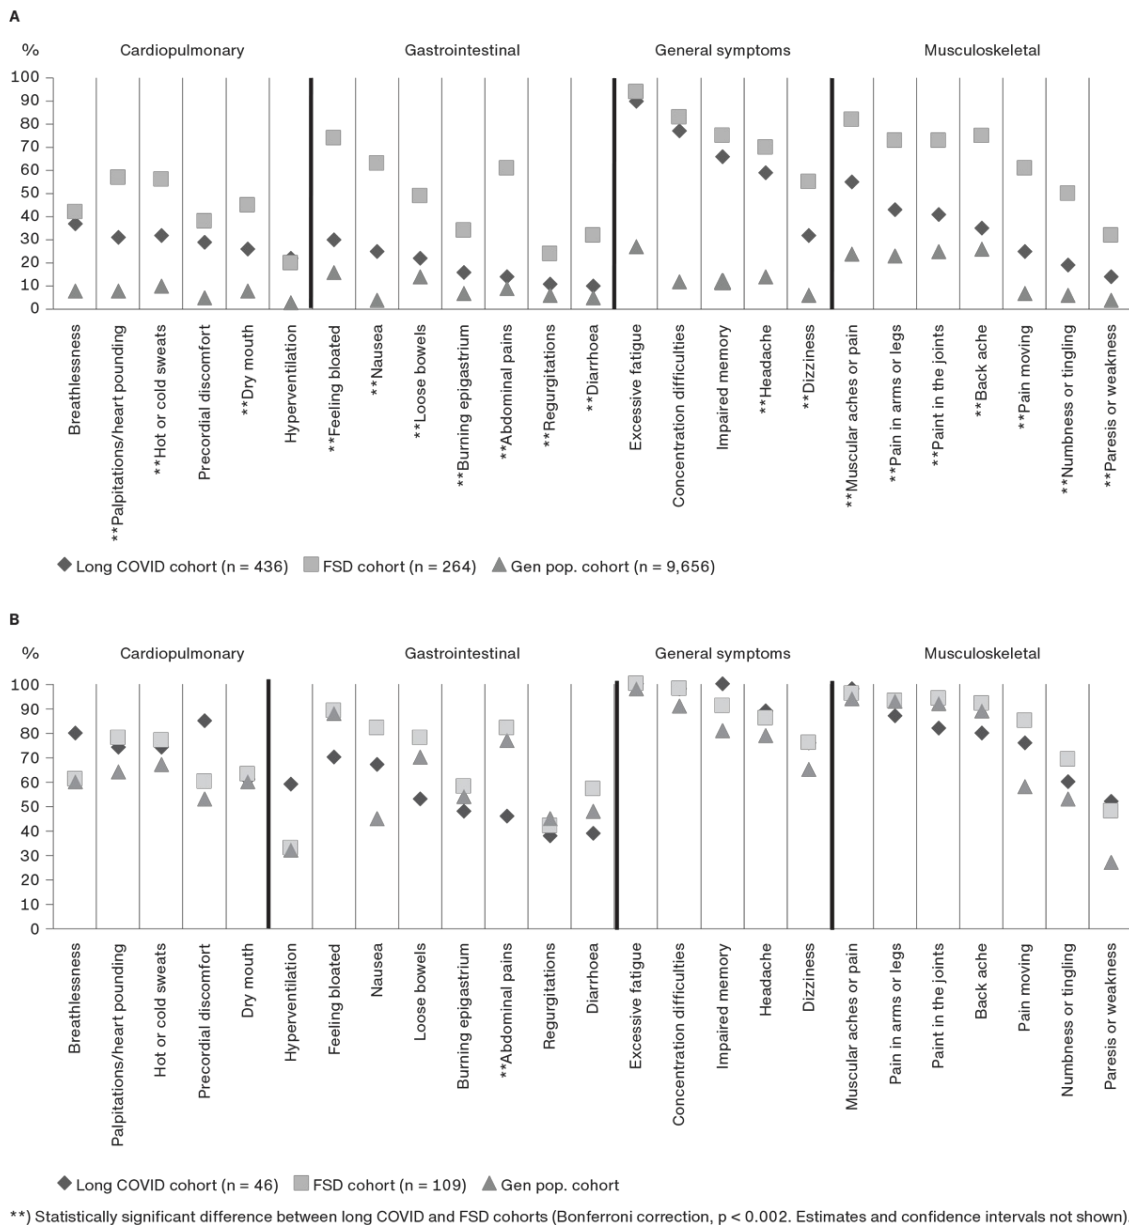 A
% Cardiopulmonary Gastrointestinal General symptoms Musculoskeletal
100
90
80
70
60
50
40
30
20
10
0
Breathlessness
**Palpitations/heart pounding
**Hot or cold sweats
Precordial discomfort
**Dry mouth
Hyperventilation
**Feeling bloated
**Nausea
**Loose bowels
**Burning epigastrium
**Abdominal pains
**Regurgitations
**Diarrhoea
Excessive fatigue
Concentration difficulties
Impaired memory
**Headache
**Dizziness
**Muscular aches or pain
**Pain in arms or legs
**Paint in the joints
**Back ache
**Pain moving
**Numbness or tingling
**Paresis or weakness
Long COVID cohort (n = 436) FSD cohort (n = 264) Gen pop. cohort (n = 9,656)
B
% Cardiopulmonary Gastrointestinal General symptoms Musculoskeletal
100
90
80
70
60
50
40
30
20
10
0
Breathlessness
Palpitations/heart pounding
Hot or cold sweats
Precordial discomfort
Dry mouth
Hyperventilation
Feeling bloated
Nausea
Loose bowels
Burning epigastrium
**Abdominal pains
Regurgitations
Diarrhoea
Excessive fatigue
Concentration difficulties
Impaired memory
Headache
Dizziness
Muscular aches or pain
Pain in arms or legs
Paint in the joints
Back ache
Pain moving
Numbness or tingling
Paresis or weakness
Long COVID cohort (n = 46) FSD cohort (n = 109) Gen pop. cohort
**) Statistically significant difference between long COVID and FSD cohorts (Bonferroni correction, p < 0.002. Estimates and confidence intervals not shown)